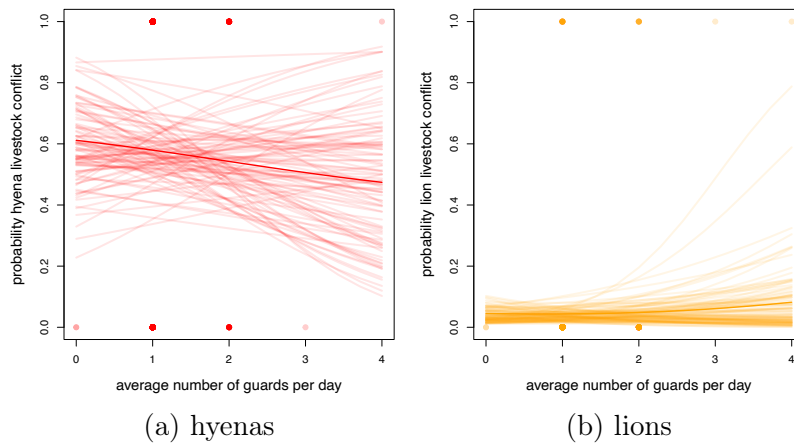 probability hyena livestock conflict
0.0 0.2 0.4 0.6 0.8 1.0
0 1 2 3 4
average number of guards per day
(a) hyenas
probability lion livestock conflict
0.0 0.2 0.4 0.6 0.8 1.0
0 1 2 3 4
average number of guards per day
(b) lions